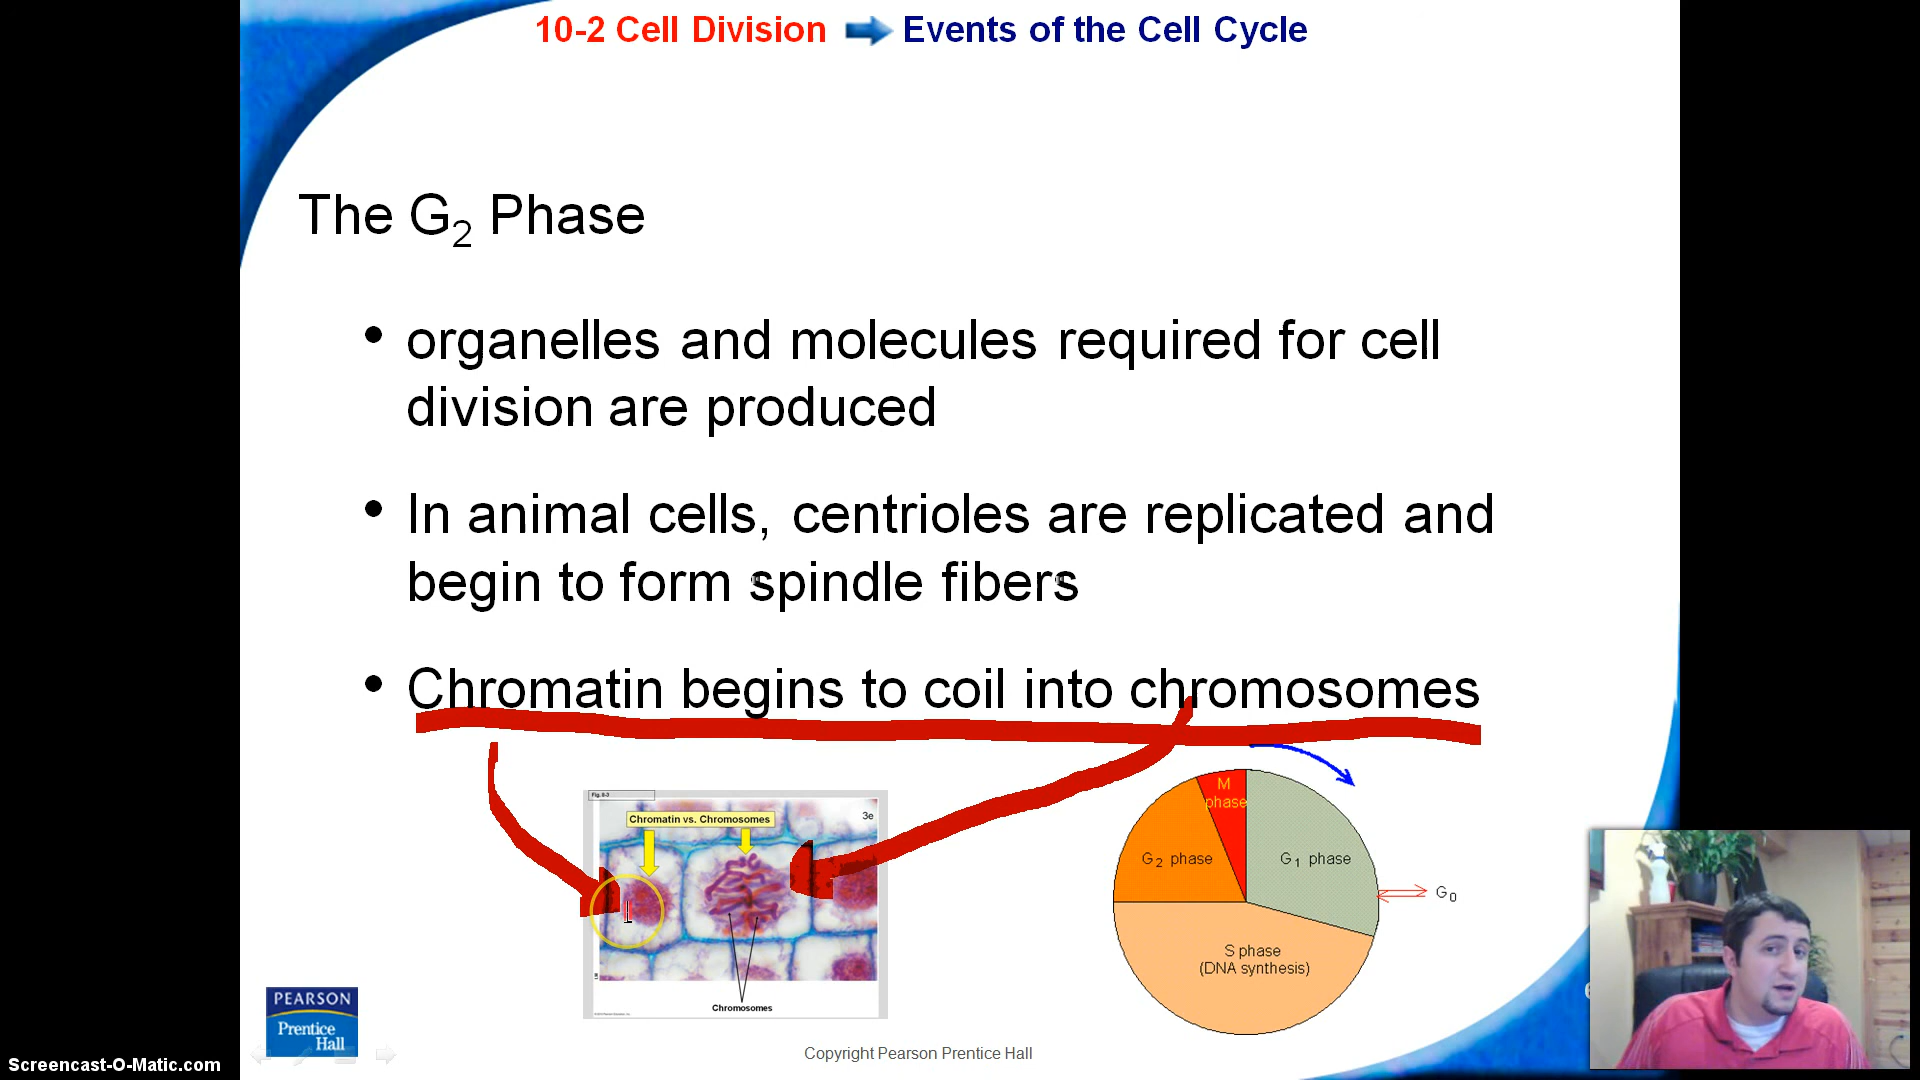 10-2 Cell Division Events of the Cell Cycle
The G2 Phase
• organelles and molecules required for cell
division are produced
• In animal cells, centrioles are replicated and
begin to form spindle fibers
• Chromatin begins to coil into chromosomes
Chromatin vs. Chromosomes
3e
Chromosomes
M
phase
G2 phase
G1 phase
G0
S phase
(DNA synthesis)
PEARSON
Prentice
Hall
Copyright Pearson Prentice Hall
Screencast-O-Matic.com